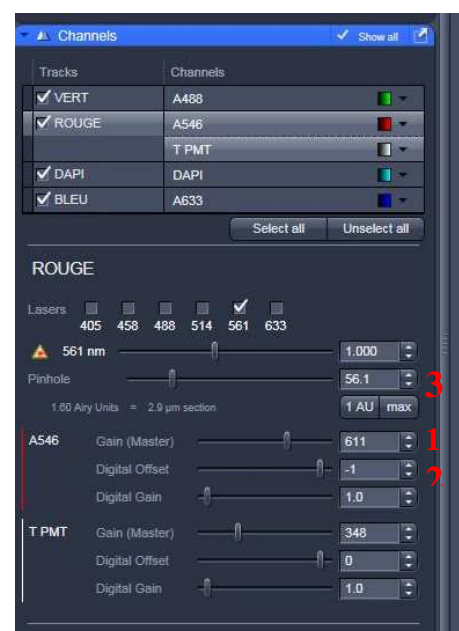 Channels Show all
Tracks Channels
VERT A488
ROUGE A546
T PMT
DAPI DAPI
BLEU A633
Select all Unselect all
ROUGE
Lasers
405 458 488 514 561 633
561 nm 1.000
Pinhole 56.1 3
1.60 Airy Units = 2.9 µm section 1 AU max
A546 Gain (Master) 611 1
Digital Offset -1 2
Digital Gain 1.0
T PMT Gain (Master) 348
Digital Offset 0
Digital Gain 1.0